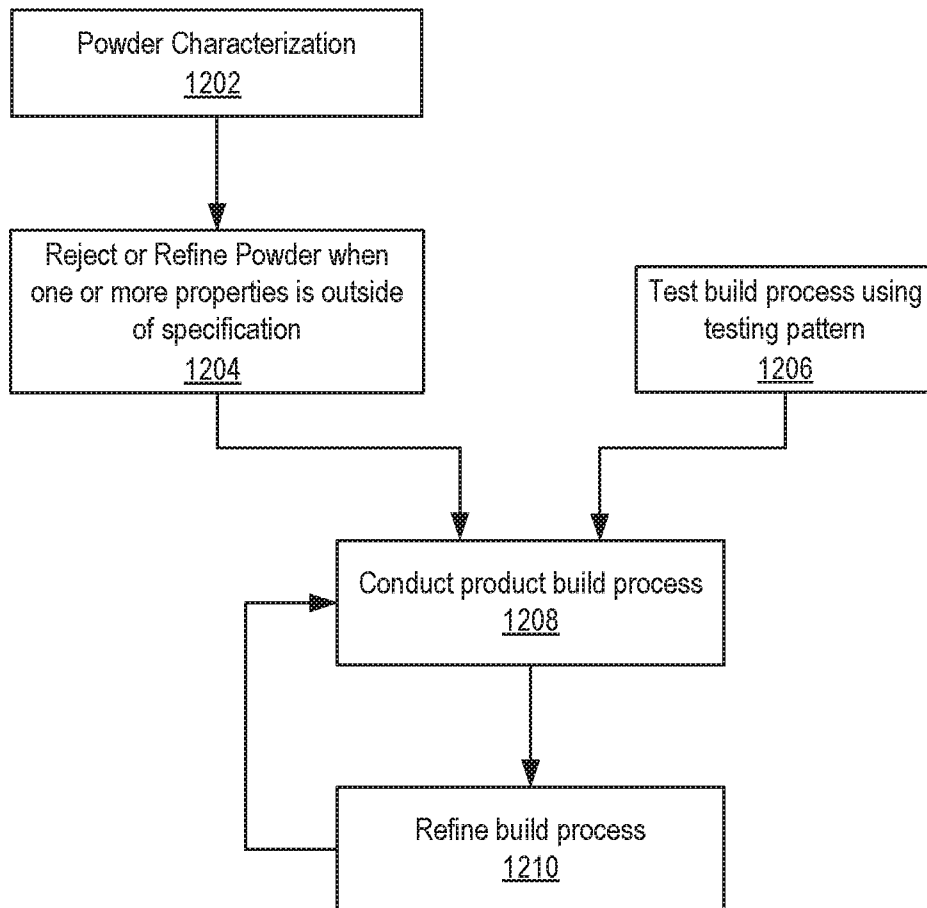 Powder Characterization
1202
Reject or Refine Powder when
one or more properties is outside
of specification
1204
Test build process using
testing pattern
1206
Conduct product build process
1208
Refine build process
1210